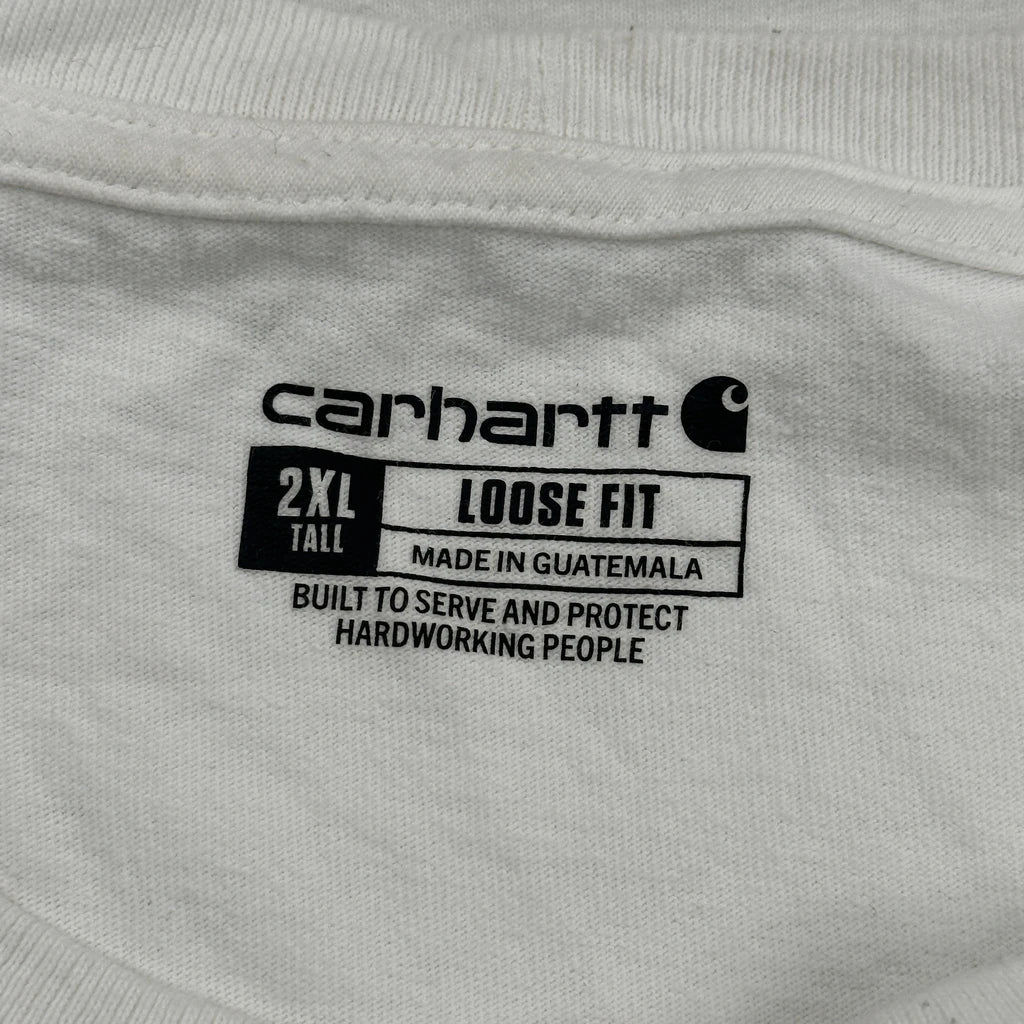 carhartt
2XL
TALL
LOOSE FIT
MADE IN GUATEMALA
BUILT TO SERVE AND PROTECT
HARDWORKING PEOPLE